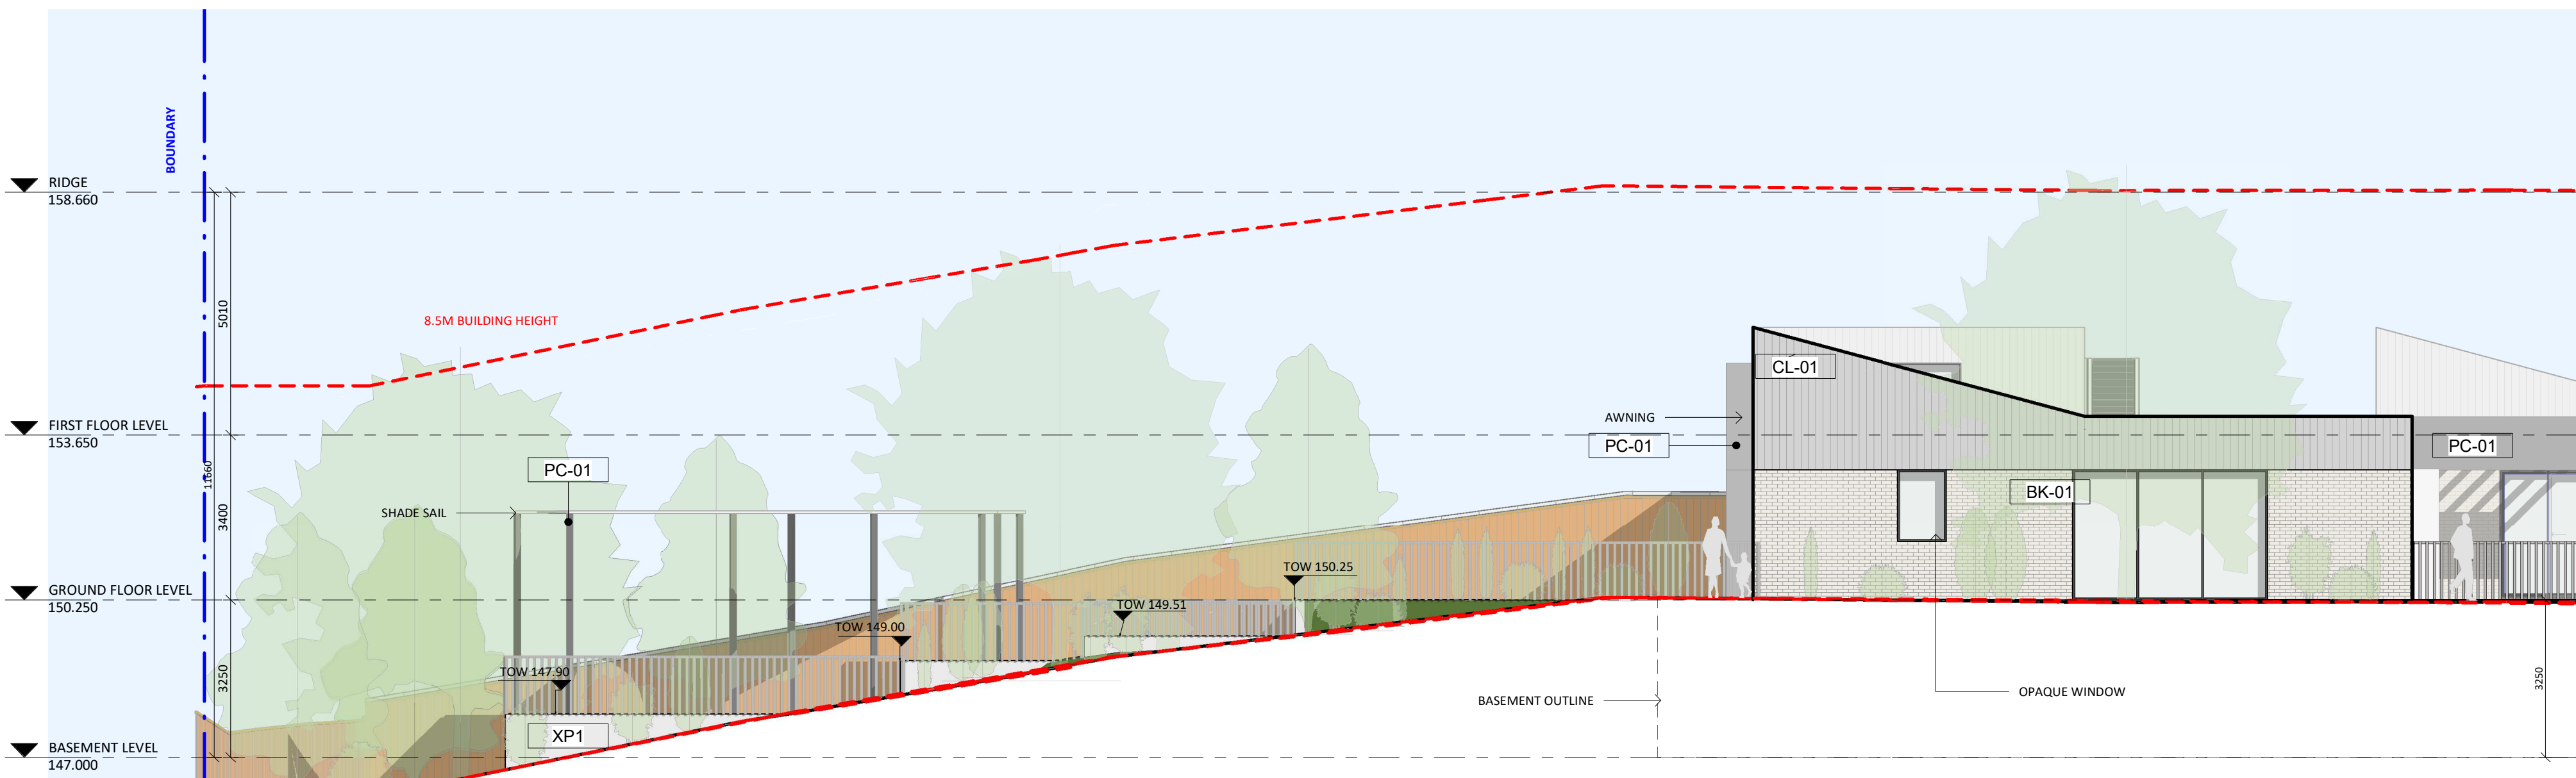 BOUNDARY
RIDGE
158.660
5010
8.5M BUILDING HEIGHT
CL-01
AWNING
PC-01
PC-01
FIRST FLOOR LEVEL
153.650
11660
PC-01
BK-01
SHADE SAIL
3400
TOW 150.25
GROUND FLOOR LEVEL
150.250
TOW 149.51
TOW 149.00
TOW 147.90
3250
OPAQUE WINDOW
BASEMENT OUTLINE
3250
XP1
BASEMENT LEVEL
147.000